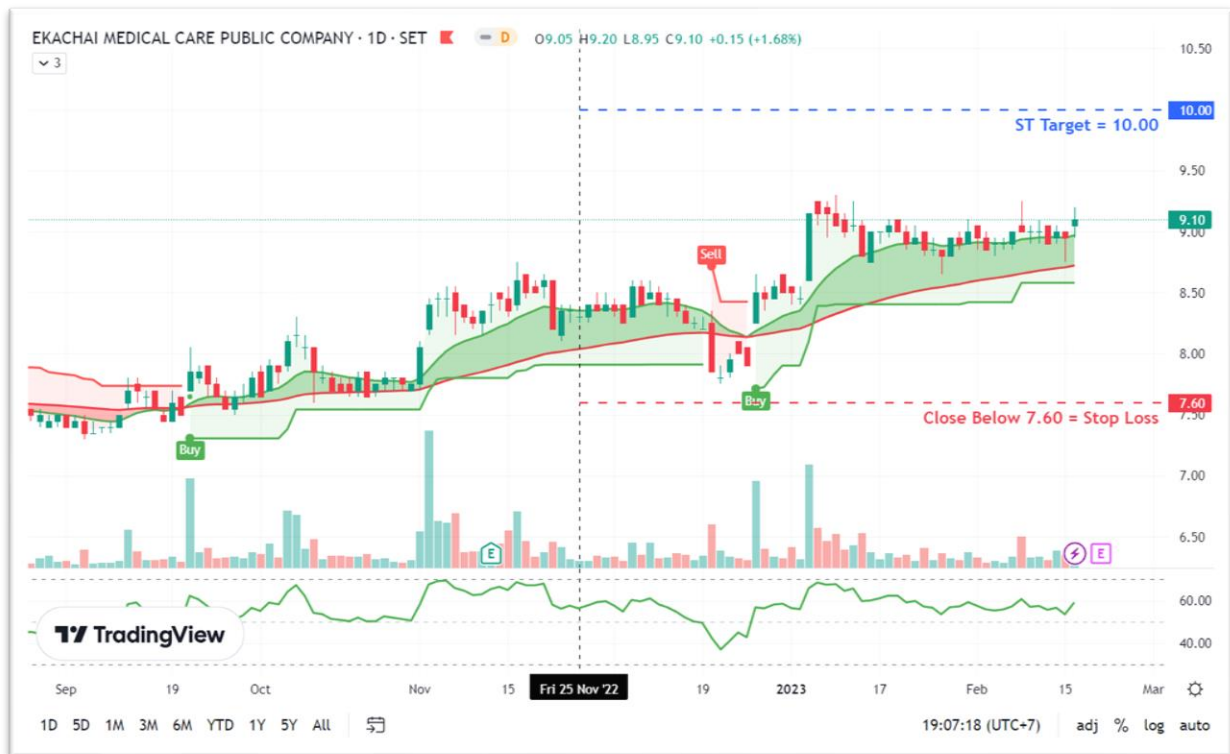 EKACHAI MEDICAL CARE PUBLIC COMPANY · 1D · SET D O9.05 H9.20 L8.95 C9.10 +0.15 (+1.68%)
3
10.50
10.00
ST Target = 10.00
9.50
9.10
9.00
Sell
8.50
8.00
Buy
7.60
7.50
Close Below 7.60 = Stop Loss
Buy
7.00
6.50
E
E
60.00
TradingView
40.00
Sep 19 Oct Nov 15 Fri 25 Nov '22 19 2023 17 Feb 15 Mar
1D 5D 1M 3M 6M YTD 1Y 5Y All 19:07:18 (UTC+7) adj % log auto